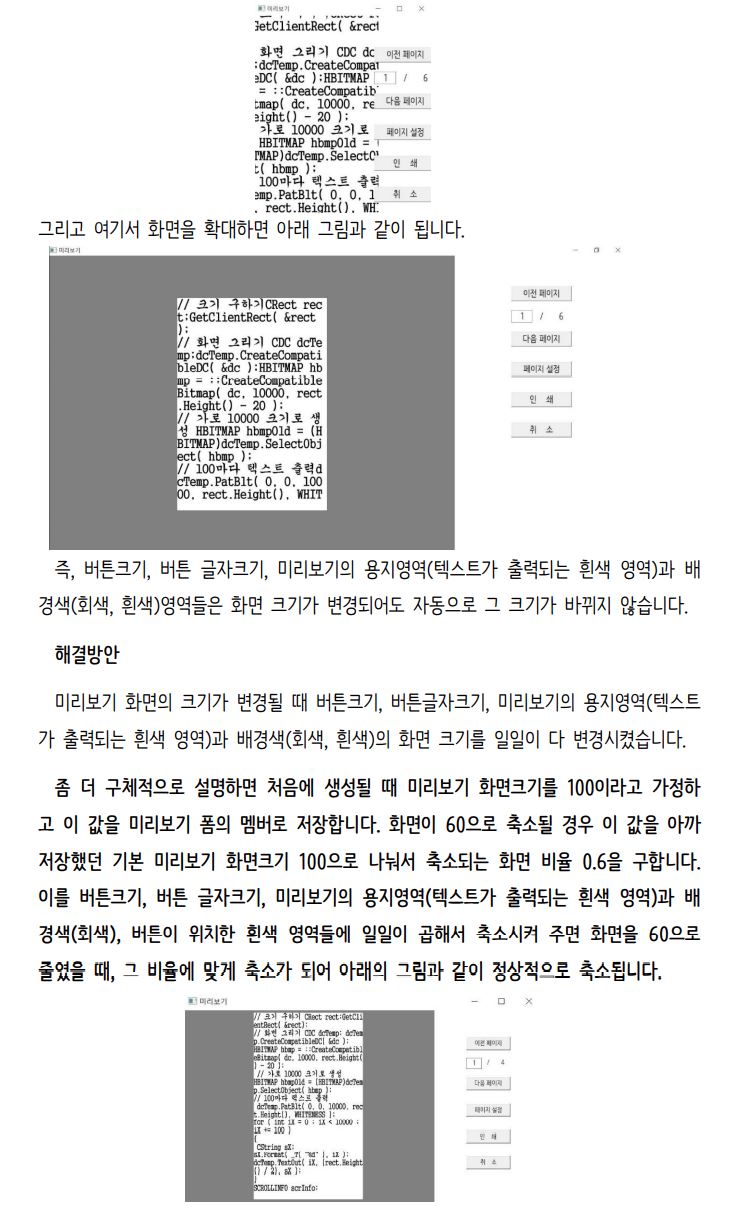 미리보기
GetClientRect( &rect
화면 그리기 CDC dc
;dcTemp.CreateCompat
eDC( &dc );HBITMAP
= ::CreateCompatib
tmap( dc, 10000, re
eight() - 20 );
가로 10000 크기로
HBITMAP hbmpOld =
TMAP)dcTemp.SelectO
t( hbmp );
100마다 텍스트 출력
emp.PatBlt( 0, 0, 1
, rect.Height(), WHI
이전 페이지
1 / 6
다음 페이지
페이지 설정
인 쇄
취 소
그리고 여기서 화면을 확대하면 아래 그림과 같이 됩니다.
미리보기
// 크기 구하기CRect rec
t;GetClientRect( &rect
);
// 화면 그리기 CDC dcTe
mp;dcTemp.CreateCompati
bleDC( &dc );HBITMAP hb
mp = ::CreateCompatible
Bitmap( dc, 10000, rect
.Height() - 20 );
// 가로 10000 크기로 생
성 HBITMAP hbmpOld = (H
BITMAP)dcTemp.SelectObj
ect( hbmp );
// 100마다 텍스트 출력d
cTemp.PatBlt( 0, 0, 100
00, rect.Height(), WHIT
이전 페이지
1 / 6
다음 페이지
페이지 설정
인 쇄
취 소
즉, 버튼크기, 버튼 글자크기, 미리보기의 용지영역(텍스트가 출력되는 흰색 영역)과 배
경색(회색, 흰색)영역들은 화면 크기가 변경되어도 자동으로 그 크기가 바뀌지 않습니다.
해결방안
미리보기 화면의 크기가 변경될 때 버튼크기, 버튼글자크기, 미리보기의 용지영역(텍스트
가 출력되는 흰색 영역)과 배경색(회색, 흰색)의 화면 크기를 일일이 다 변경시켰습니다.
좀 더 구체적으로 설명하면 처음에 생성될 때 미리보기 화면크기를 100이라고 가정하
고 이 값을 미리보기 폼의 멤버로 저장합니다. 화면이 60으로 축소될 경우 이 값을 아까
저장했던 기본 미리보기 화면크기 100으로 나눠서 축소되는 화면 비율 0.6을 구합니다.
이를 버튼크기, 버튼 글자크기, 미리보기의 용지영역(텍스트가 출력되는 흰색 영역)과 배
경색(회색), 버튼이 위치한 흰색 영역들에 일일이 곱해서 축소시켜 주면 화면을 60으로
줄였을 때, 그 비율에 맞게 축소가 되어 아래의 그림과 같이 정상적으로 축소됩니다.
미리보기
// 크기 구하기 CRect rect;GetCli
entRect( &rect);
// 화면 그리기 CDC dcTemp; dcTem
p.CreateCompatibleDC( &dc );
HBITMAP hbmp = ::CreateCompatibl
eBitmap( dc, 10000, rect.Height(
) - 20 );
// 가로 10000 크기로 생성
HBITMAP hbmpOld = (HBITMAP)dcTem
p.SelectObject( hbmp );
// 100마다 텍스트 출력
dcTemp.PatBlt( 0, 0, 10000, rec
t.Height(), WHITENESS );
for ( int iX = 0 ; iX < 10000 ;
iX += 100 )
{
CString sX;
sX.Format( _T( "%d" ), iX );
dcTemp.TextOut( iX, (rect.Height
() / 2), sX );
}
SCROLLINFO scrInfo;
이전 페이지
1 / 4
다음 페이지
페이지 설정
인 쇄
취 소